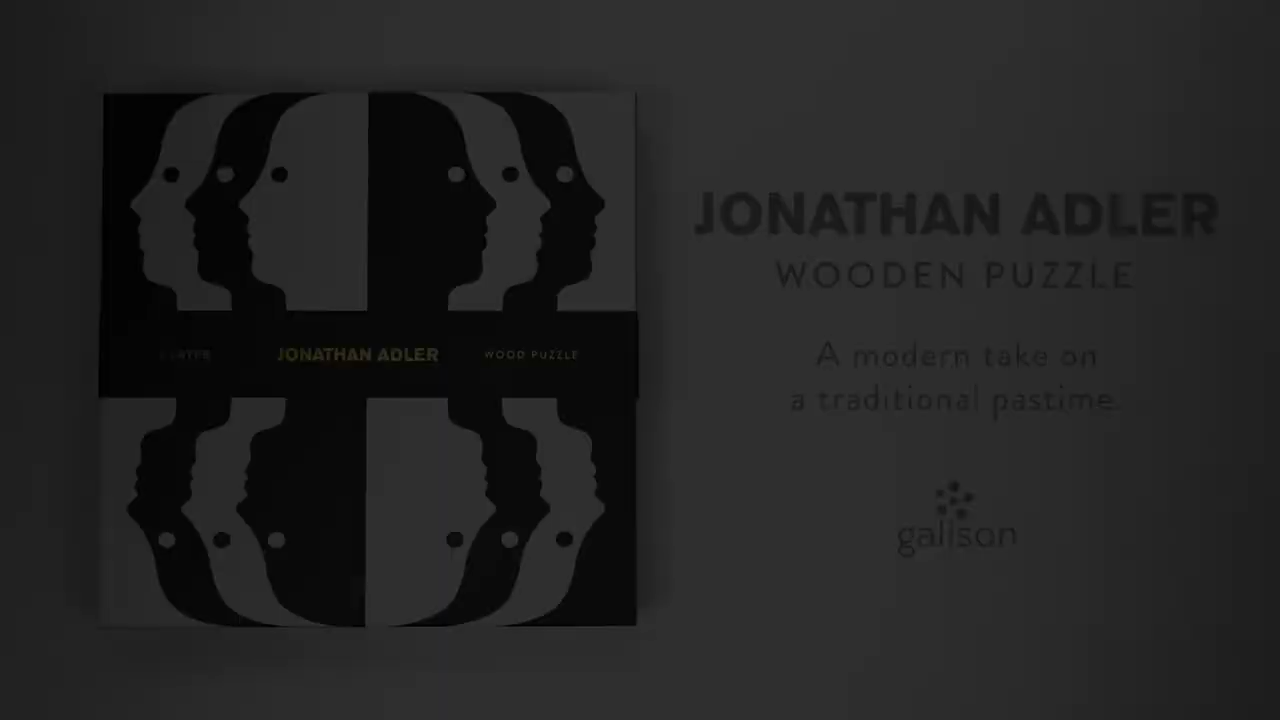 JONATHAN ADLER
WOOD PUZZLE
JONATHAN ADLER
WOODEN PUZZLE
A modern take on
a traditional pastime.
galison